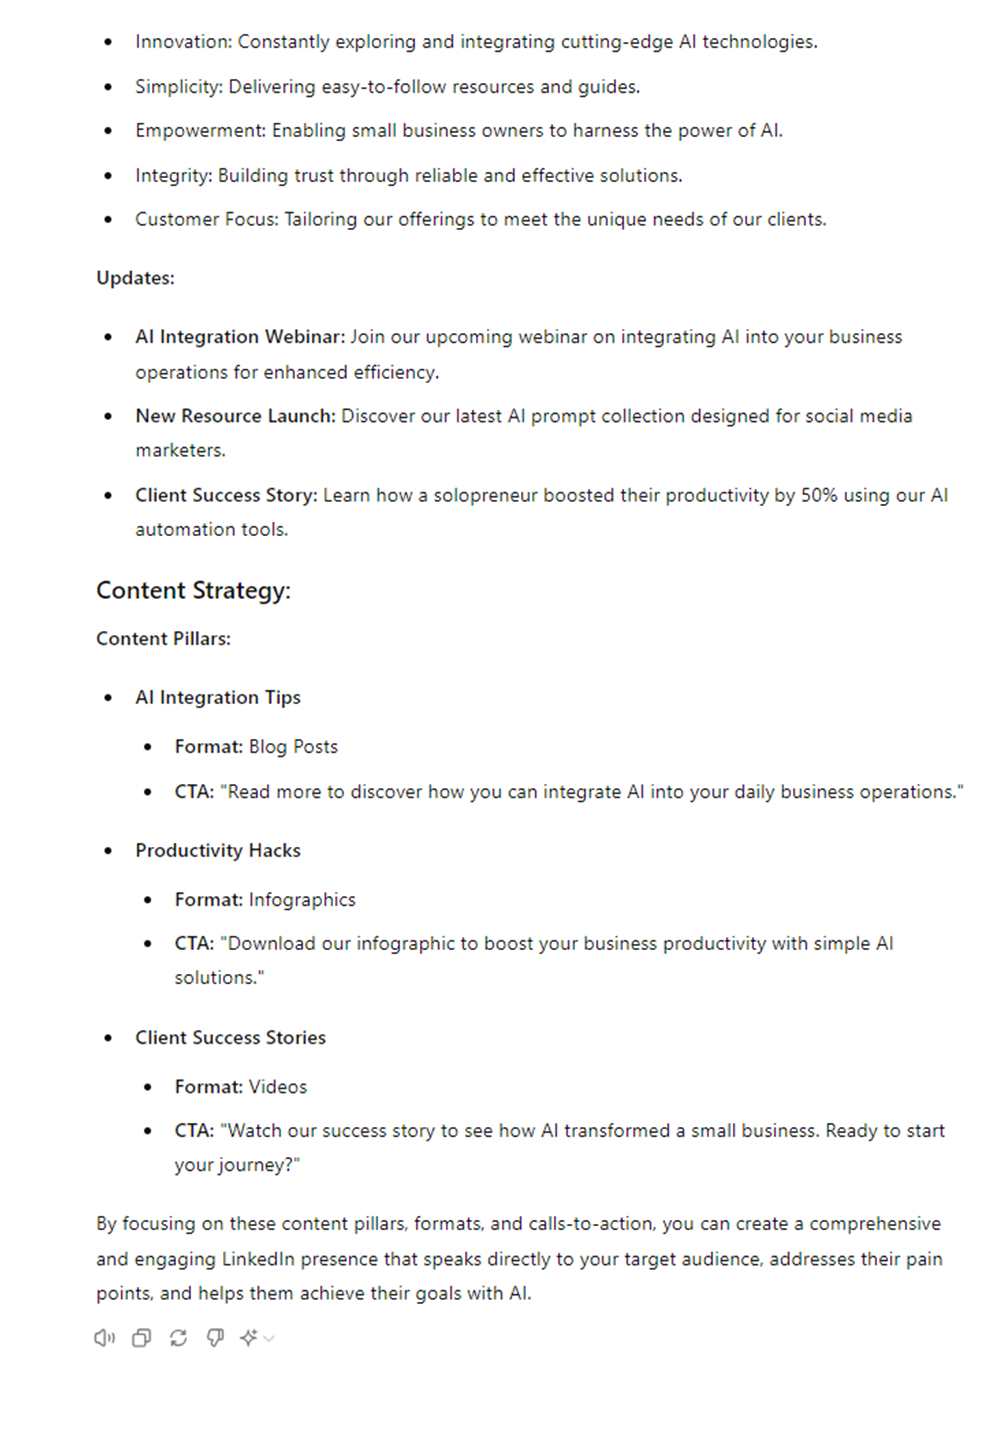 Innovation: Constantly exploring and integrating cutting-edge AI technologies.
Simplicity: Delivering easy-to-follow resources and guides.
Empowerment: Enabling small business owners to harness the power of AI.
Integrity: Building trust through reliable and effective solutions.
Customer Focus: Tailoring our offerings to meet the unique needs of our clients.
Updates:
AI Integration Webinar: Join our upcoming webinar on integrating AI into your business
operations for enhanced efficiency.
New Resource Launch: Discover our latest AI prompt collection designed for social media
marketers.
Client Success Story: Learn how a solopreneur boosted their productivity by 50% using our AI
automation tools.
Content Strategy:
Content Pillars:
AI Integration Tips
Format: Blog Posts
CTA: "Read more to discover how you can integrate AI into your daily business operations."
Productivity Hacks
Format: Infographics
CTA: "Download our infographic to boost your business productivity with simple AI
solutions."
Client Success Stories
Format: Videos
CTA: "Watch our success story to see how AI transformed a small business. Ready to start
your journey?"
By focusing on these content pillars, formats, and calls-to-action, you can create a comprehensive
and engaging LinkedIn presence that speaks directly to your target audience, addresses their pain
points, and helps them achieve their goals with AI.